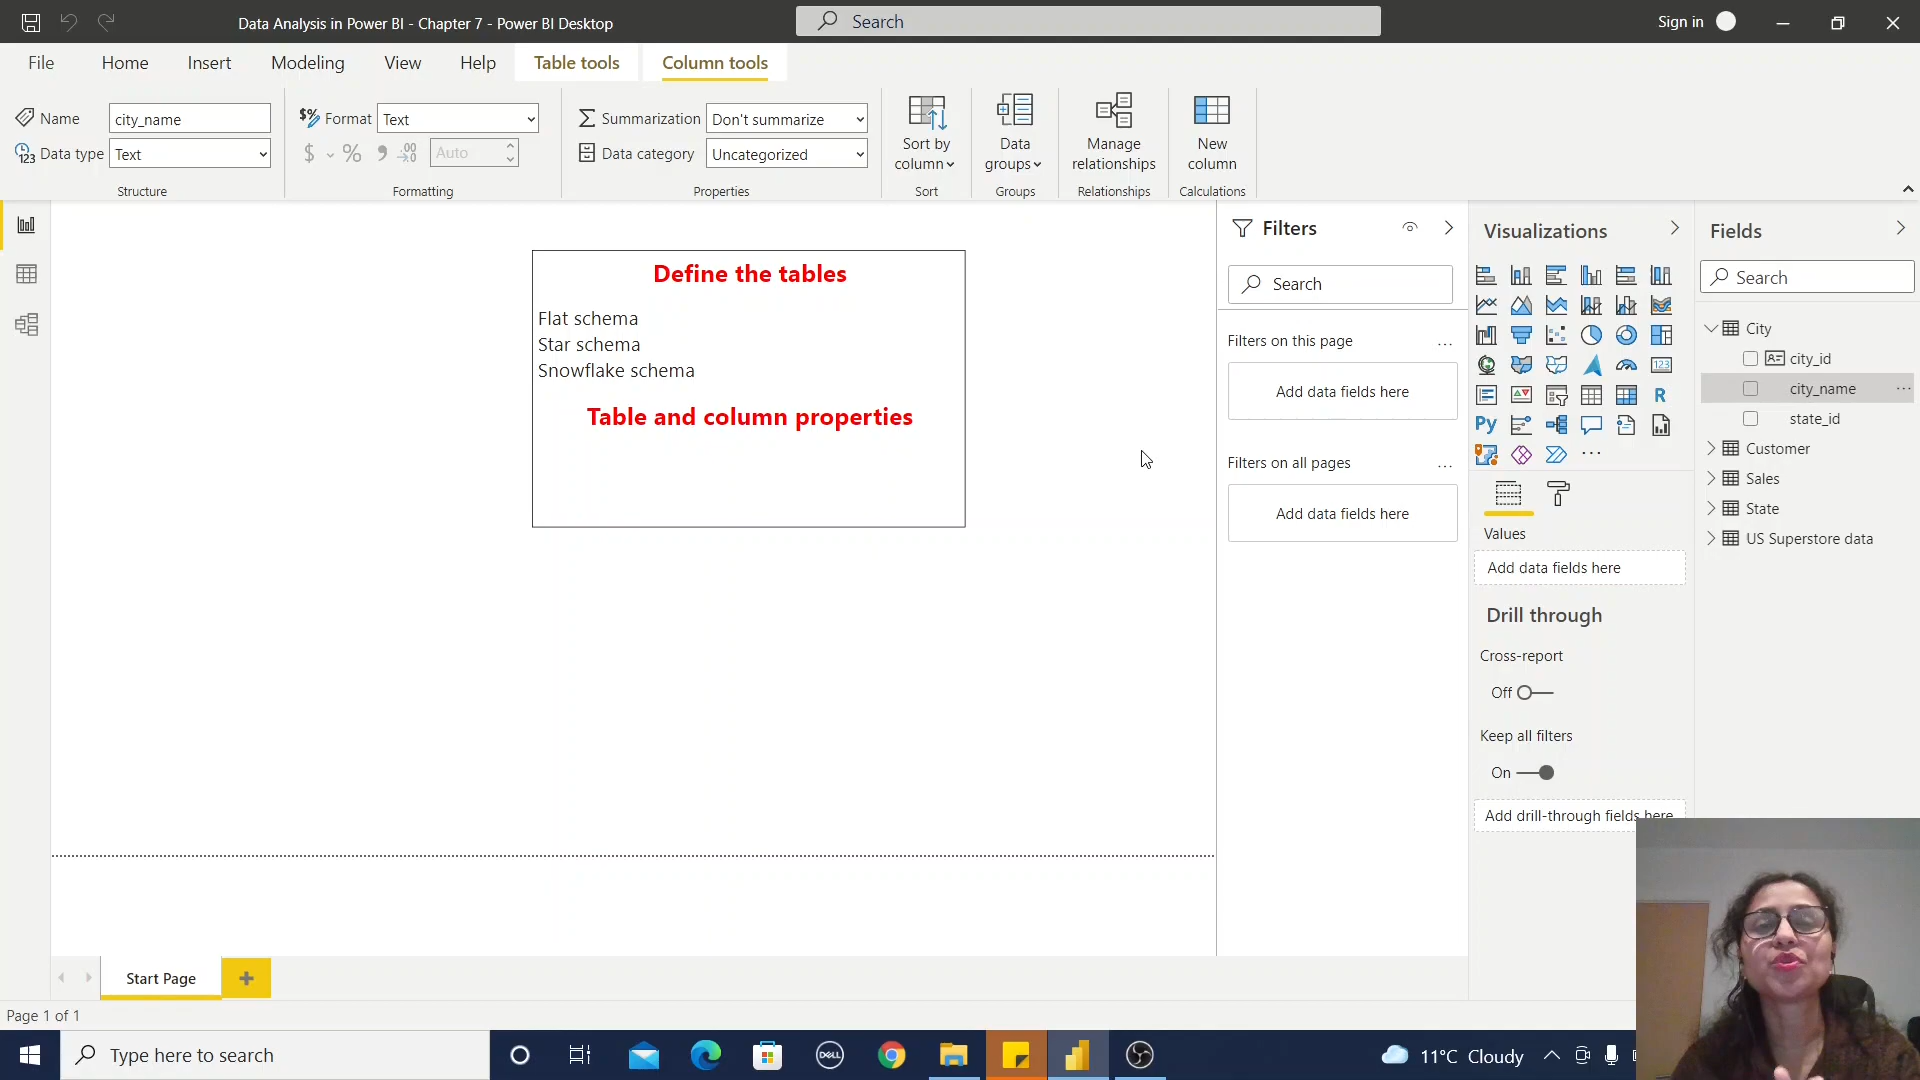 Data Analysis in Power BI - Chapter 7 - Power BI Desktop
Search
Sign in
File
Home
Insert
Modeling
View
Help
Table tools
Column tools
Name
city_name
Data type
Text
Structure
Format
Text
$
%
Auto
Formatting
Summarization
Don't summarize
Data category
Uncategorized
Properties
Sort by
column
Sort
Data
groups
Groups
Manage
relationships
Relationships
New
column
Calculations
Define the tables
Flat schema
Star schema
Snowflake schema
Table and column properties
Filters
Search
Filters on this page
...
Add data fields here
Filters on all pages
...
Add data fields here
Visualizations
123
R
Py
...
Values
Add data fields here
Drill through
Cross-report
Off
Keep all filters
On
Add drill-through fields here
Fields
Search
City
city_id
city_name
...
state_id
Customer
Sales
State
US Superstore data
Start Page
+
Page 1 of 1
Type here to search
DELL
11°C Cloudy